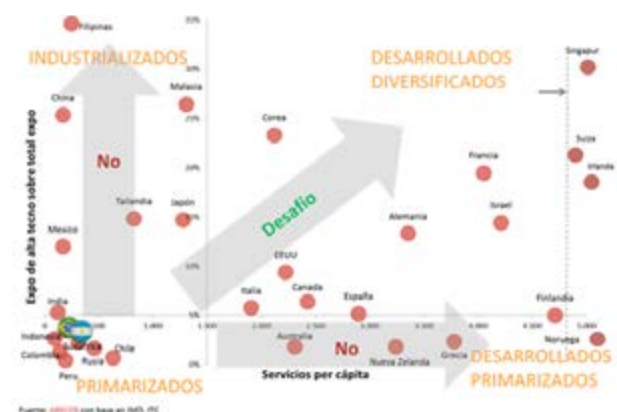 Filipinas
INDUSTRIALIZADOS
DESARROLLADOS
DIVERSIFICADOS
Singapur
China
Malasia
Corea
Suiza
Irlanda
Francia
No
Tailandia
Japón
Israel
Alemania
Mexico
Desafío
EEUU
Italia
Canada
España
Finlandia
India
Expo de alta tecno sobre total expo
Indonesia
Colombia
Rusia
Chile
Peru
Australia
No
Nueva Zelanda
Grecia
Noruega
DESARROLLADOS
PRIMARIZADOS
PRIMARIZADOS
Servicios per cápita